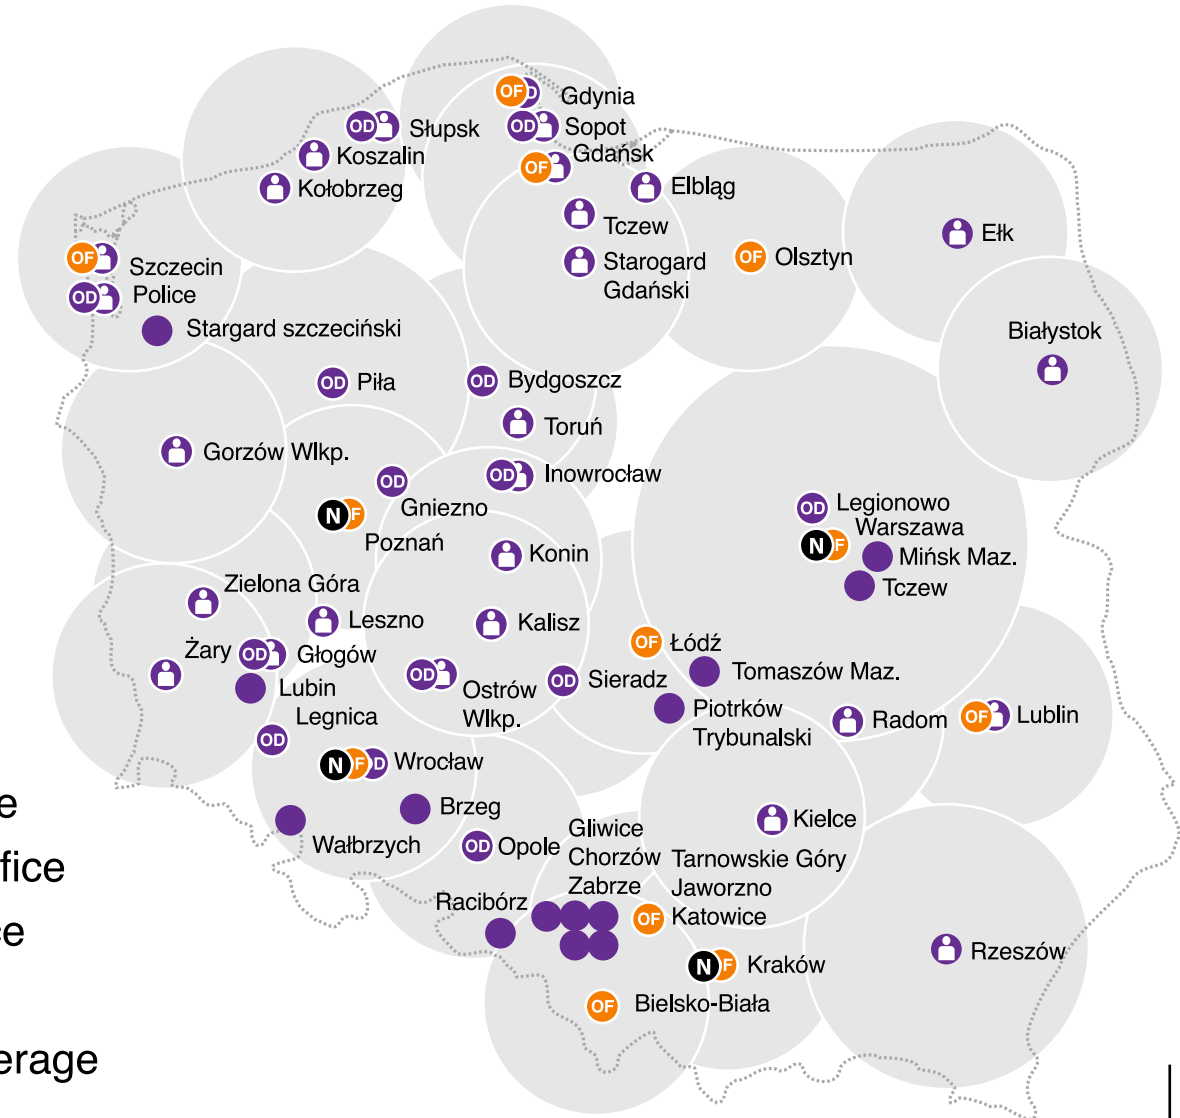 OF D Gdynia
OD Sopot
OD Słupsk
Gdańsk
OF
Koszalin
Kołobrzeg
Elbląg
Tczew
Ełk
OF Szczecin
Starogard
Gdański
OF Olsztyn
OD Police
Stargard szczeciński
Białystok
OD Piła
OD Bydgoszcz
Toruń
Gorzów Wlkp.
OD Inowrocław
OD
Gniezno
N F
Poznań
OD Legionowo
Warszawa
N F
Mińsk Maz.
Tczew
Konin
Zielona Góra
Leszno
Kalisz
Żary
OD Głogów
OF Łódź
Lubin
OD Ostrów
Wlkp.
OD Sieradz
Tomaszów Maz.
Legnica
OD
Piotrków
Trybunalski
Radom
OF Lublin
N F D Wrocław
Brzeg
Wałbrzych
OD Opole
Kielce
Gliwice
Chorzów
Zabrze
Tarnowskie Góry
Jaworzno
OF Katowice
Racibórz
N F Kraków
Rzeszów
OF Bielsko-Biała
e
fice
ce
erage